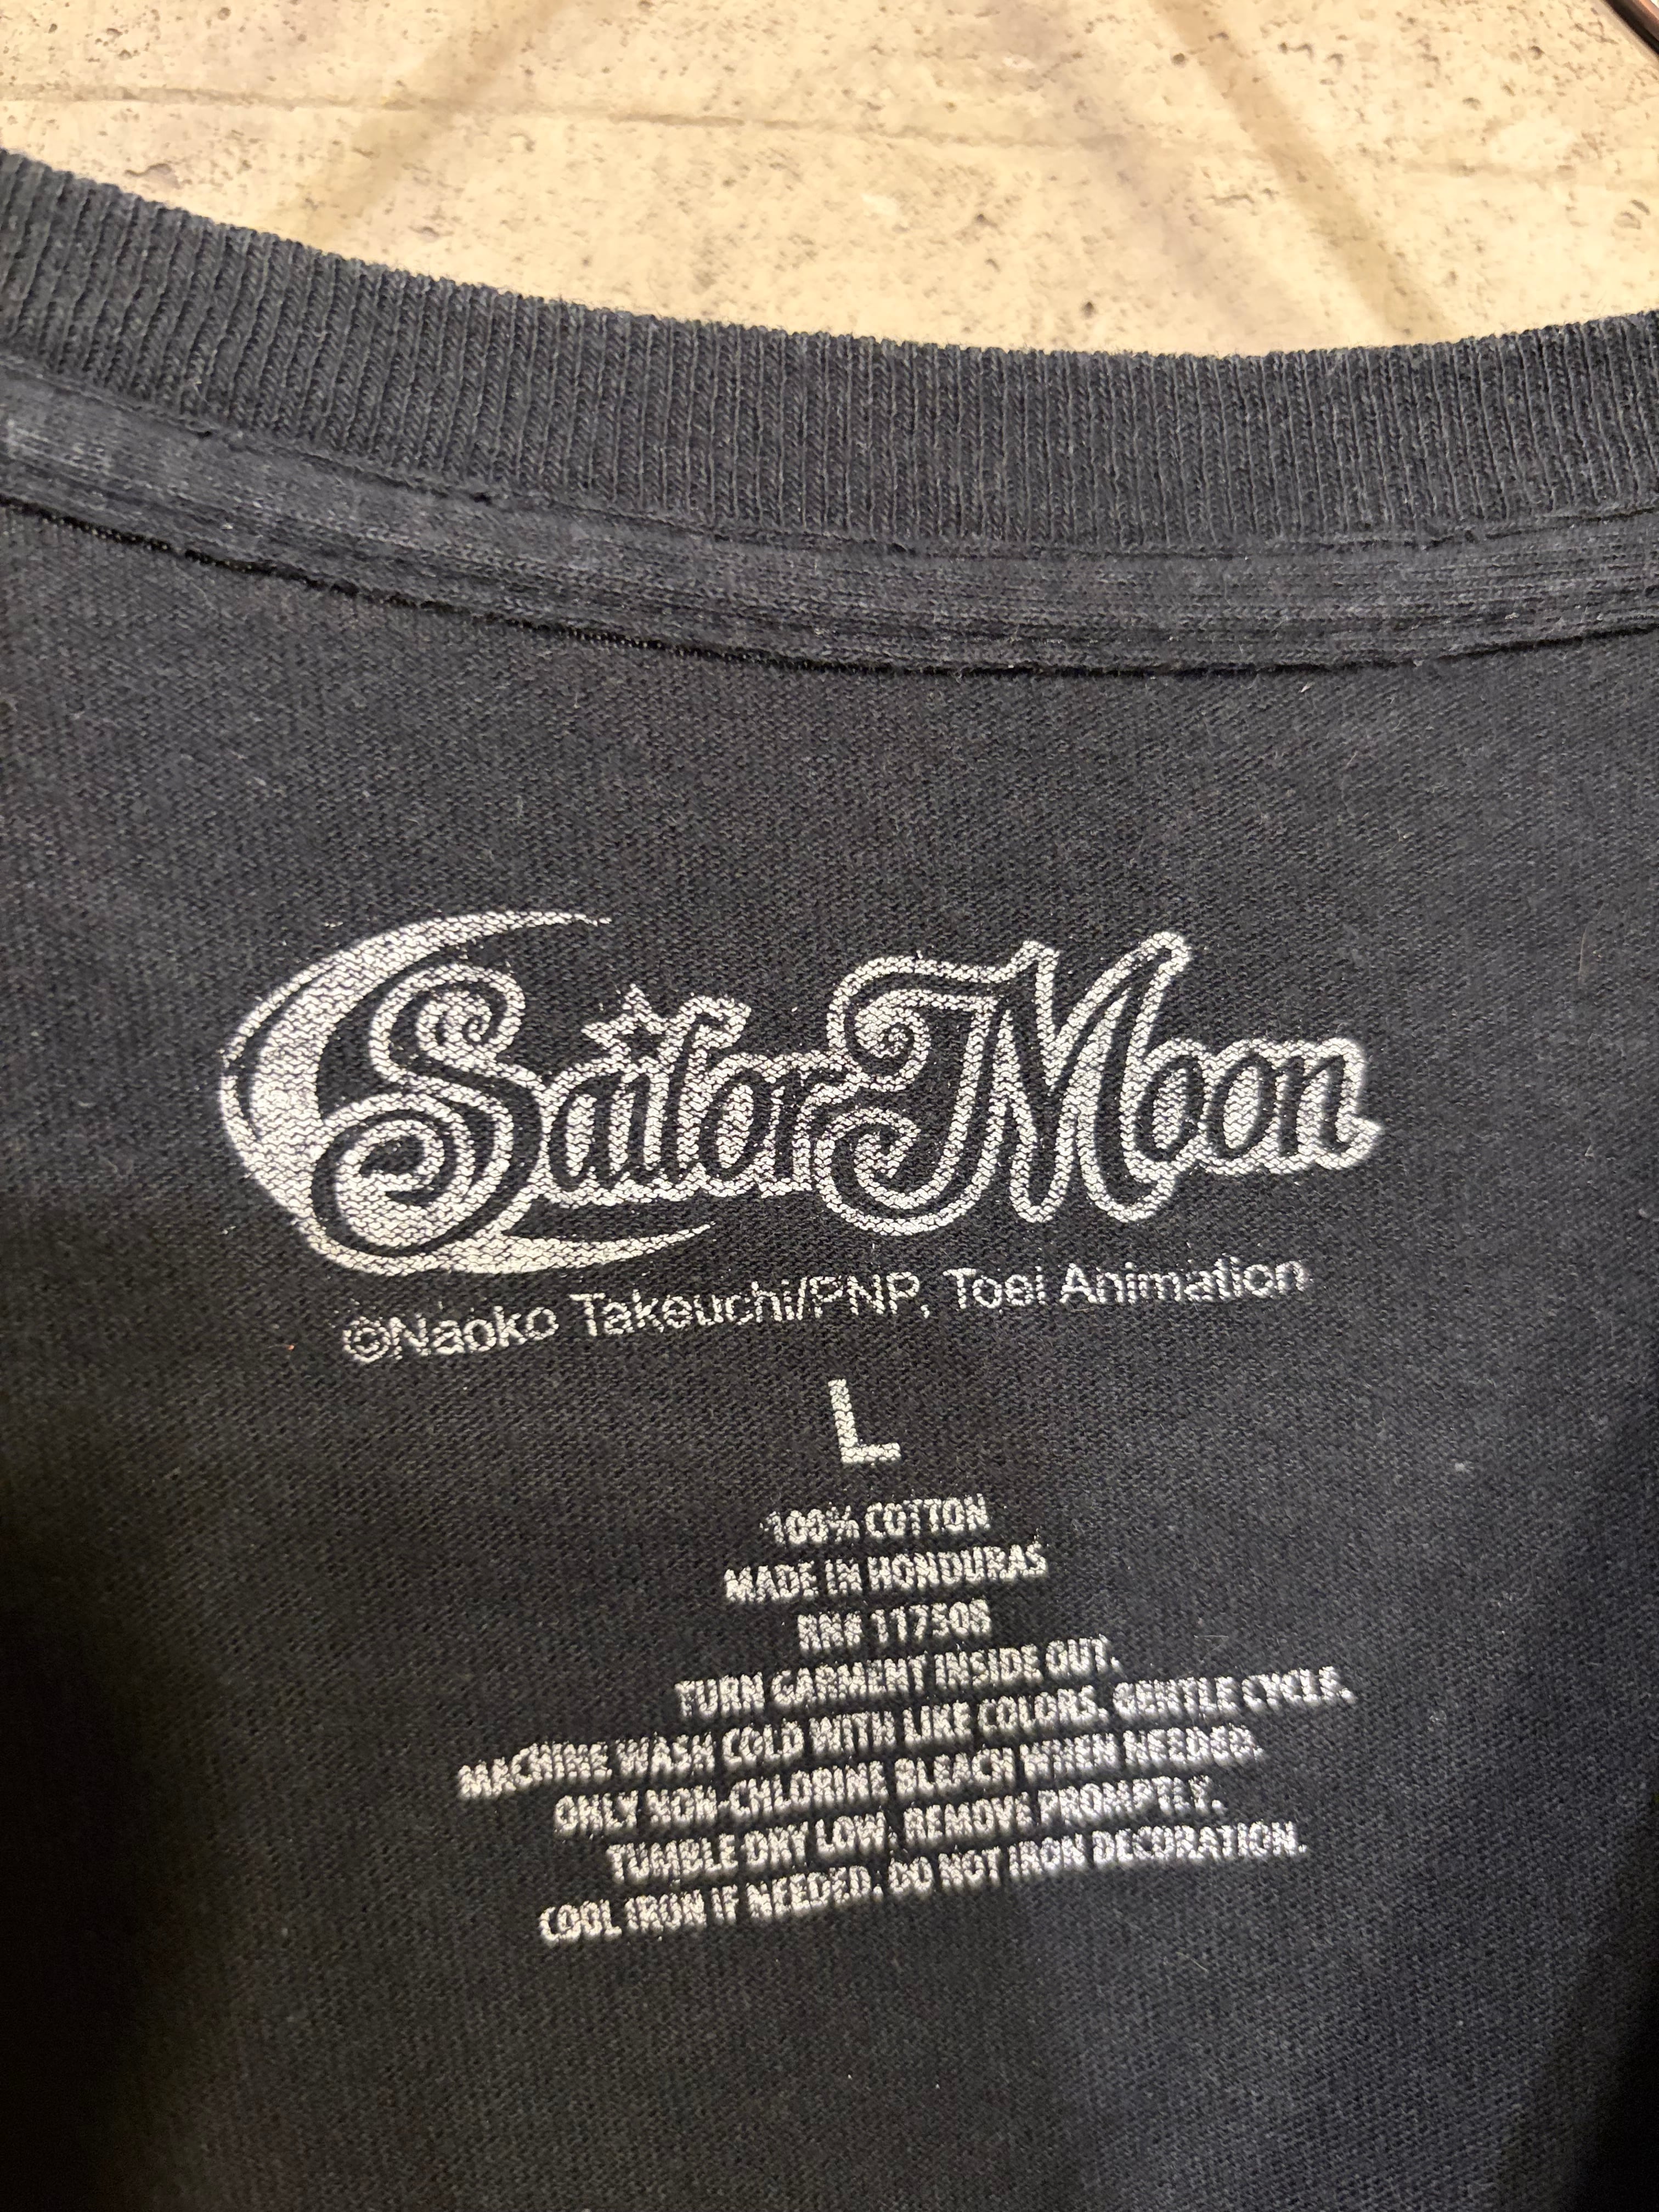 Sailor Moon
©Naoko Takeuchi/PNP, Toei Animation
L
100% COTTON
MADE IN HONDURAS
RN# 117508
TURN GARMENT INSIDE OUT.
MACHINE WASH COLD WITH LIKE COLORS, GENTLE CYCLE,
ONLY NON-CHLORINE BLEACH WHEN NEEDED.
TUMBLE DRY LOW, REMOVE PROMPTLY.
COOL IRON IF NEEDED, DO NOT IRON DECORATION.